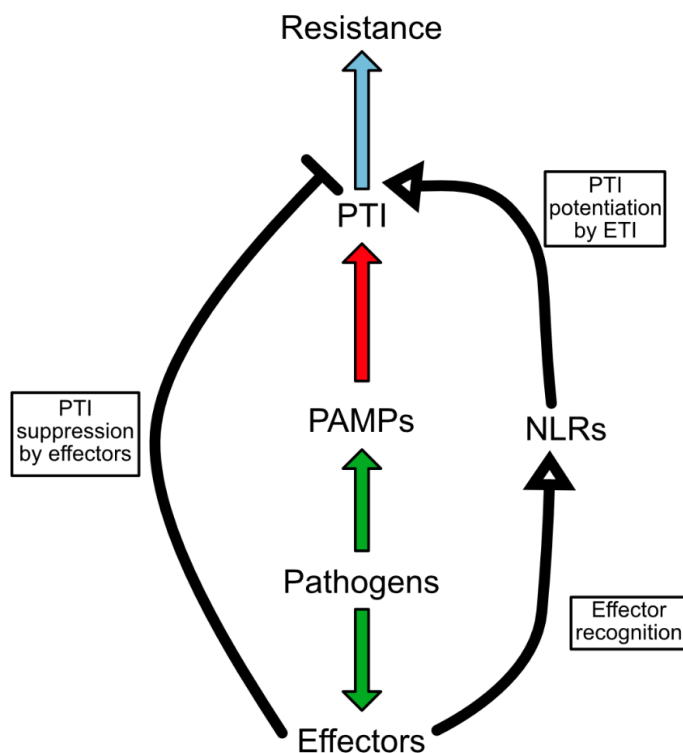 Resistance
PTI
potentiation
by ETI
PTI
PTI
suppression
by effectors
PAMPs
NLRs
Pathogens
Effector
recognition
Effectors